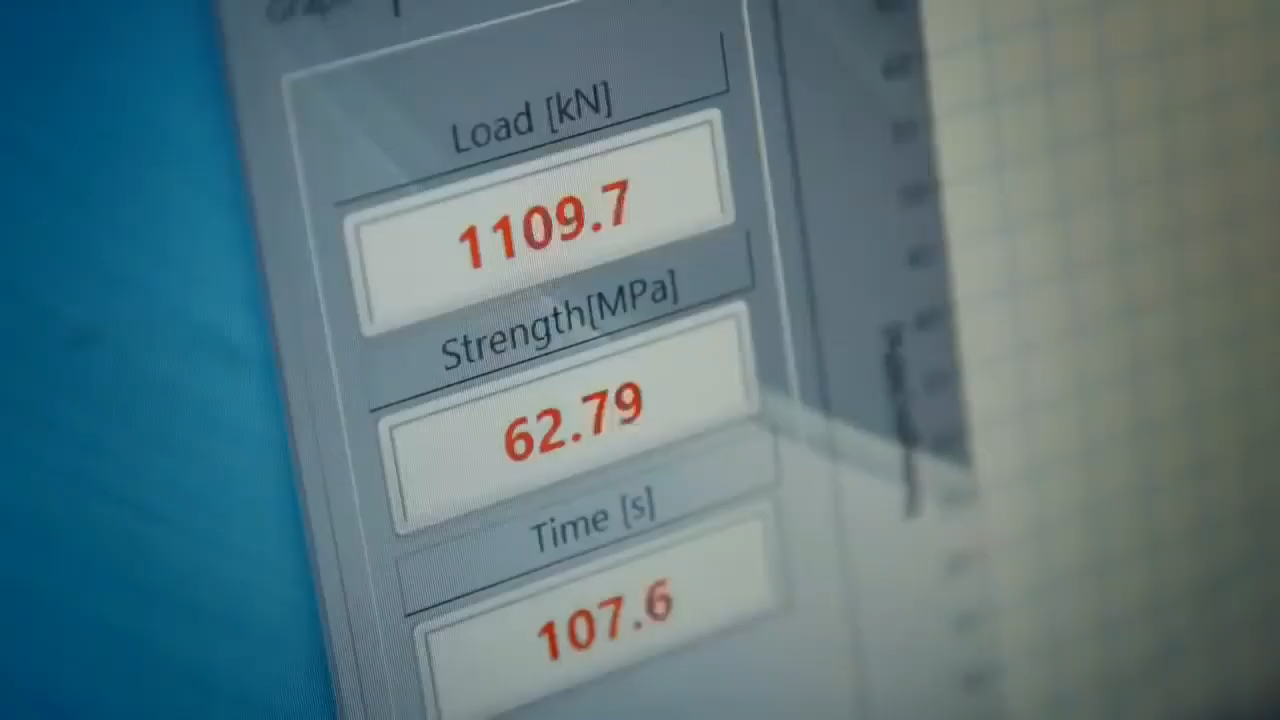 Load [kN]
1109.7
Strength[MPa]
62.79
Time [s]
107.6